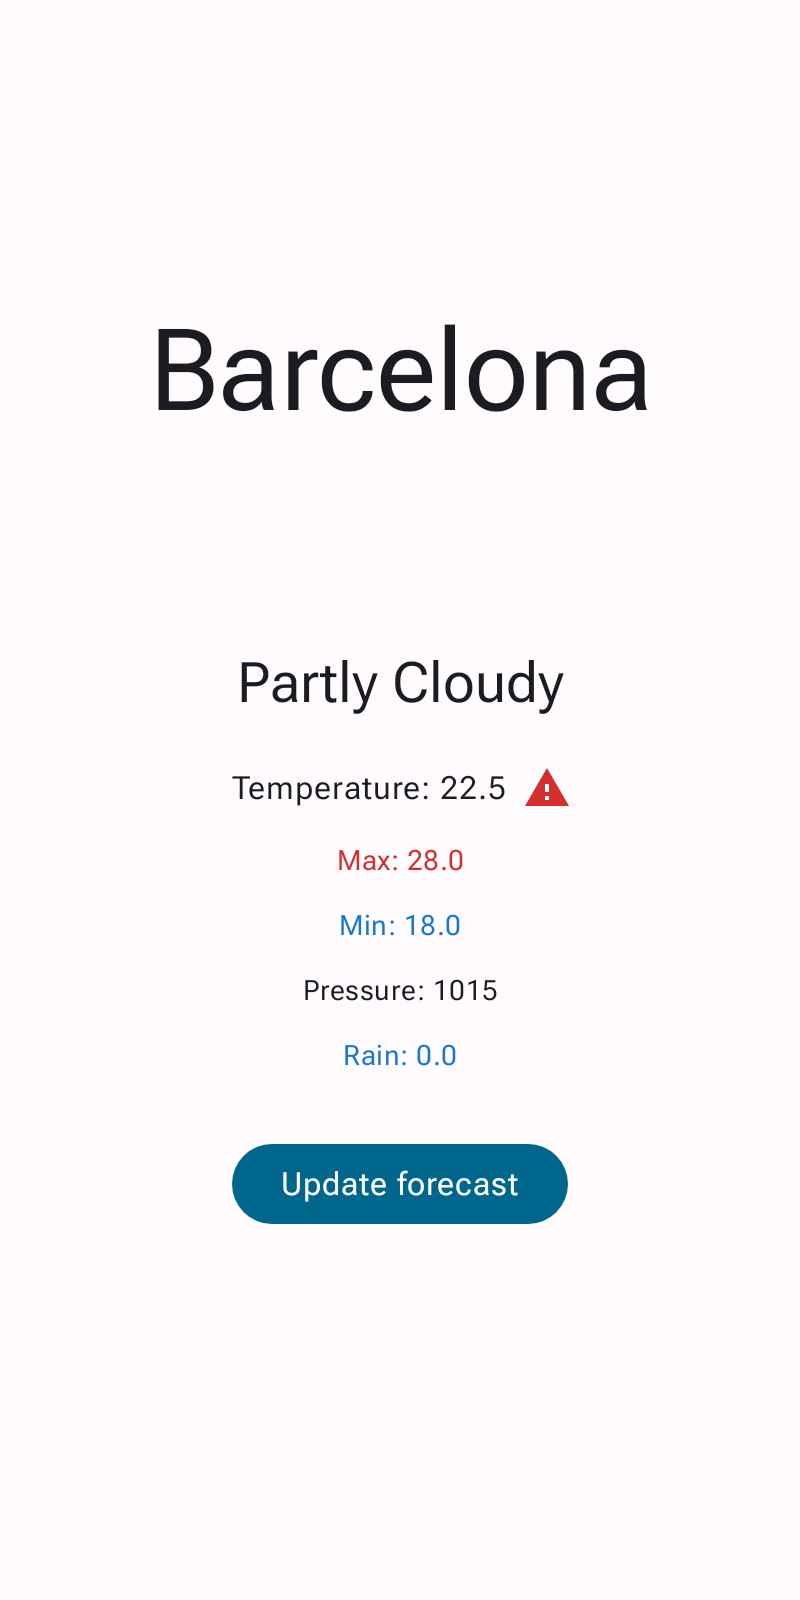 Barcelona
Partly Cloudy
Temperature: 22.5
Max: 28.0
Min: 18.0
Pressure: 1015
Rain: 0.0
Update forecast